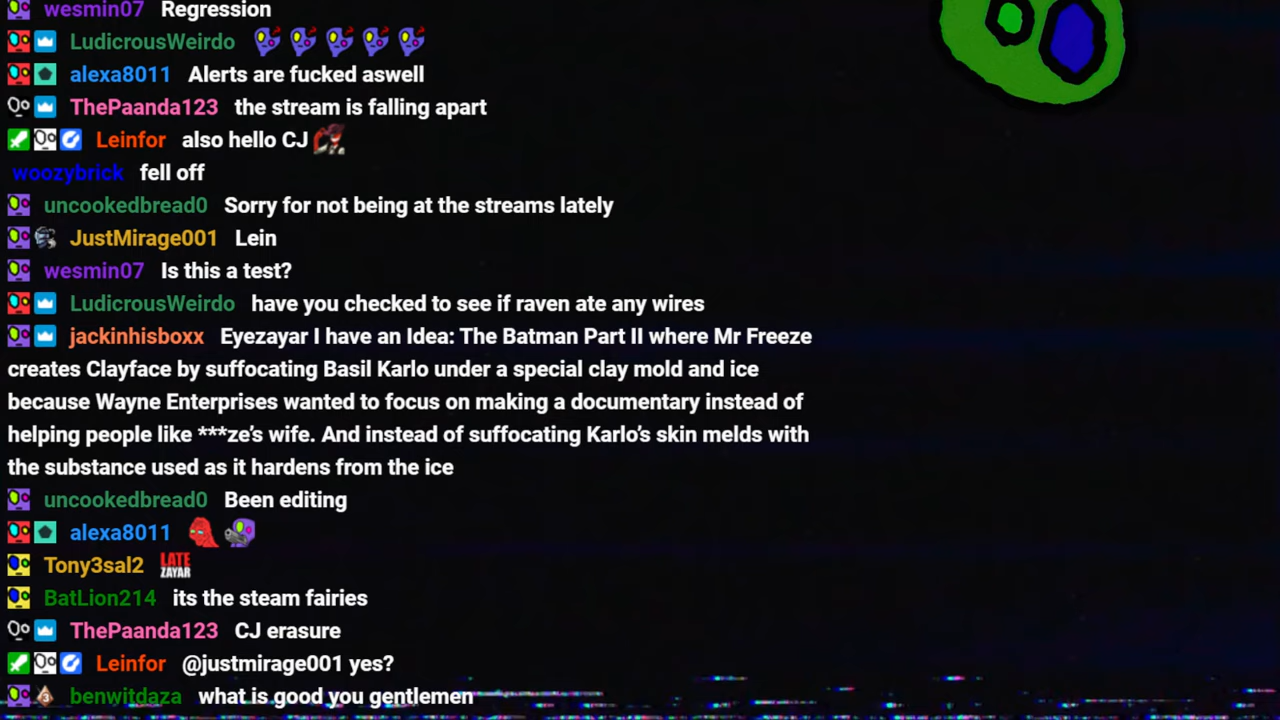 wesmin07 Regression
LudicrousWeirdo
alexa8011 Alerts are fucked aswell
ThePaanda123 the stream is falling apart
Leinfor also hello CJ
woozybrick fell off
uncookedbread0 Sorry for not being at the streams lately
JustMirage001 Lein
wesmin07 Is this a test?
LudicrousWeirdo have you checked to see if raven ate any wires
jackinhisboxx Eyezayar I have an Idea: The Batman Part II where Mr Freeze
creates Clayface by suffocating Basil Karlo under a special clay mold and ice
because Wayne Enterprises wanted to focus on making a documentary instead of
helping people like ***ze's wife. And instead of suffocating Karlo's skin melds with
the substance used as it hardens from the ice
uncookedbread0 Been editing
alexa8011
Tony3sal2 LATE ZAYAR
BatLion214 its the steam fairies
ThePaanda123 CJ erasure
Leinfor @justmirage001 yes?
3 benwitdaza what is good you gentlemen